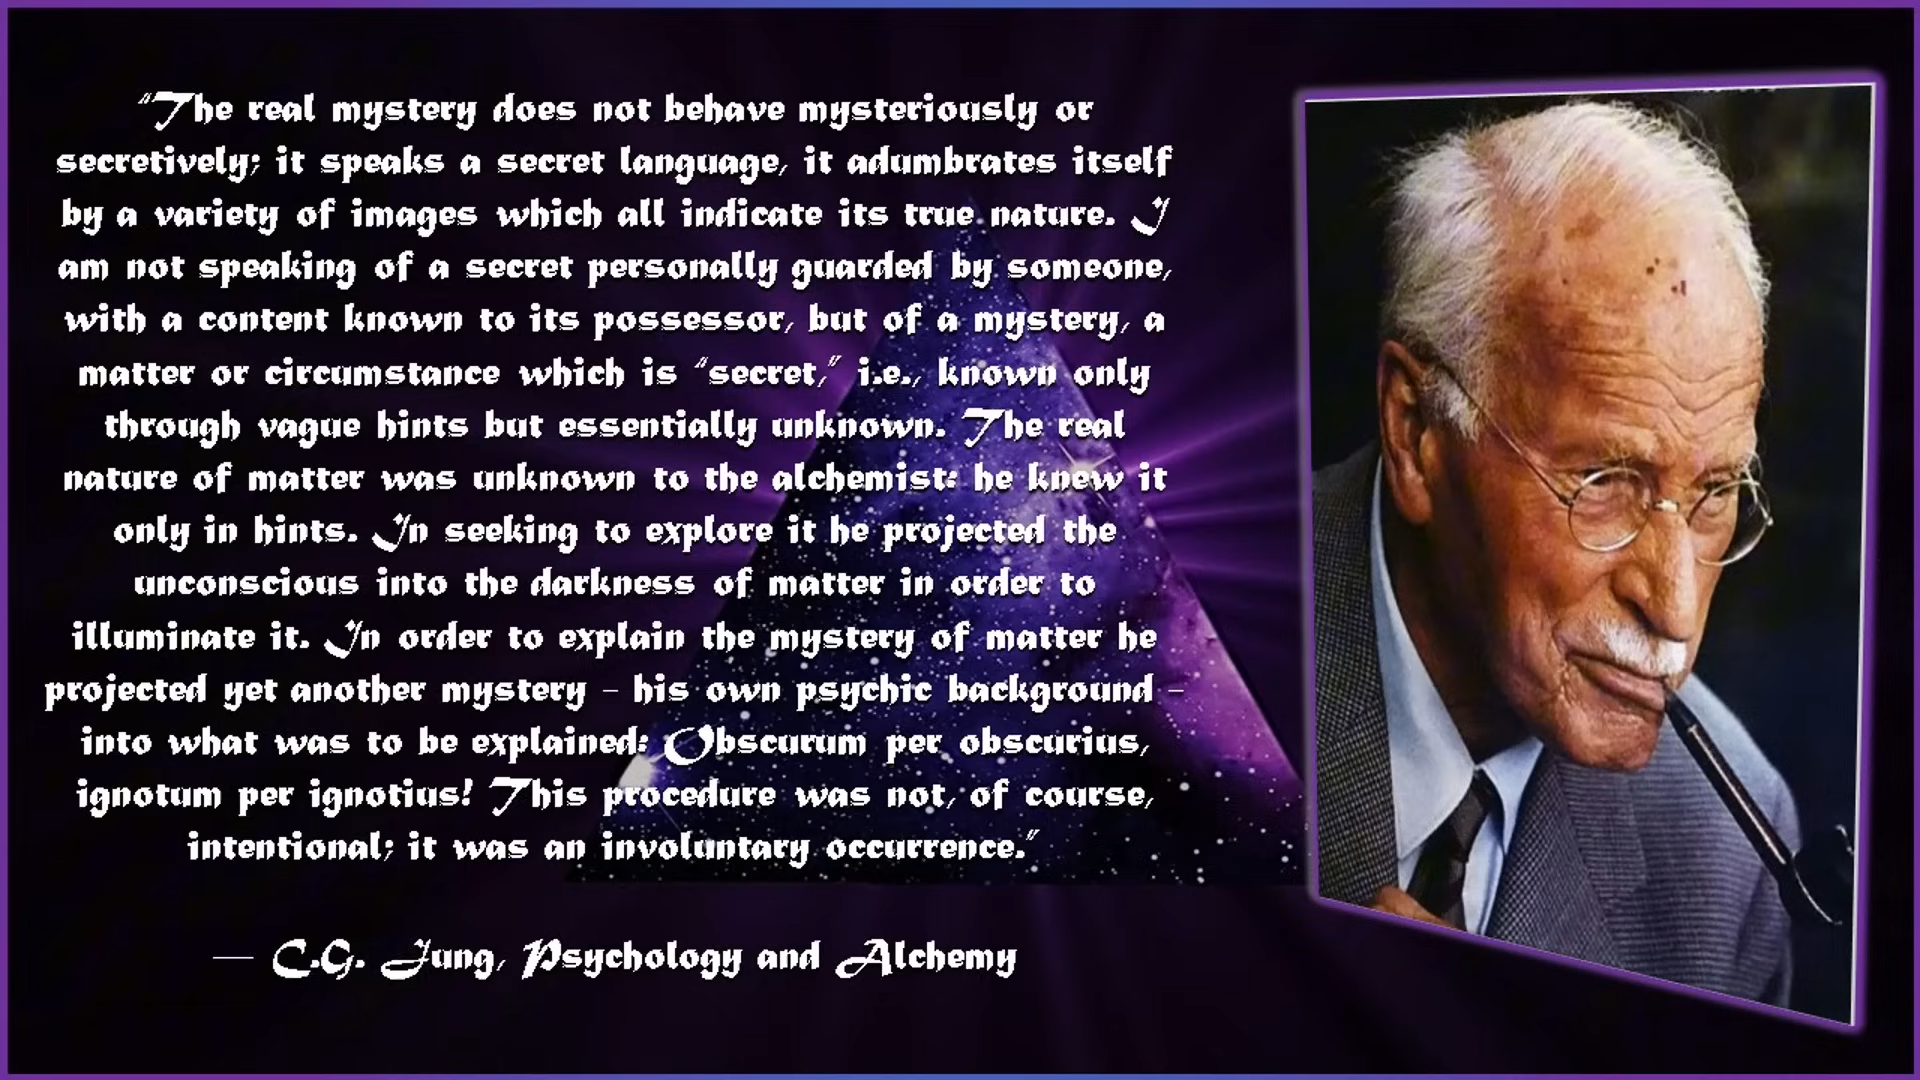 “The real mystery does not behave mysteriously or
secretively; it speaks a secret language, it adumbrates itself
by a variety of images which all indicate its true nature. I
am not speaking of a secret personally guarded by someone,
with a content known to its possessor, but of a mystery, a
matter or circumstance which is “secret,” i.e., known only
through vague hints but essentially unknown. The real
nature of matter was unknown to the alchemist: he knew it
only in hints. In seeking to explore it he projected the
unconscious into the darkness of matter in order to
illuminate it. In order to explain the mystery of matter he
projected yet another mystery – his own psychic background –
into what was to be explained: Obscurum per obscurius,
ignotum per ignotius! This procedure was not, of course,
intentional; it was an involuntary occurrence.”
— C.G. Jung, Psychology and Alchemy